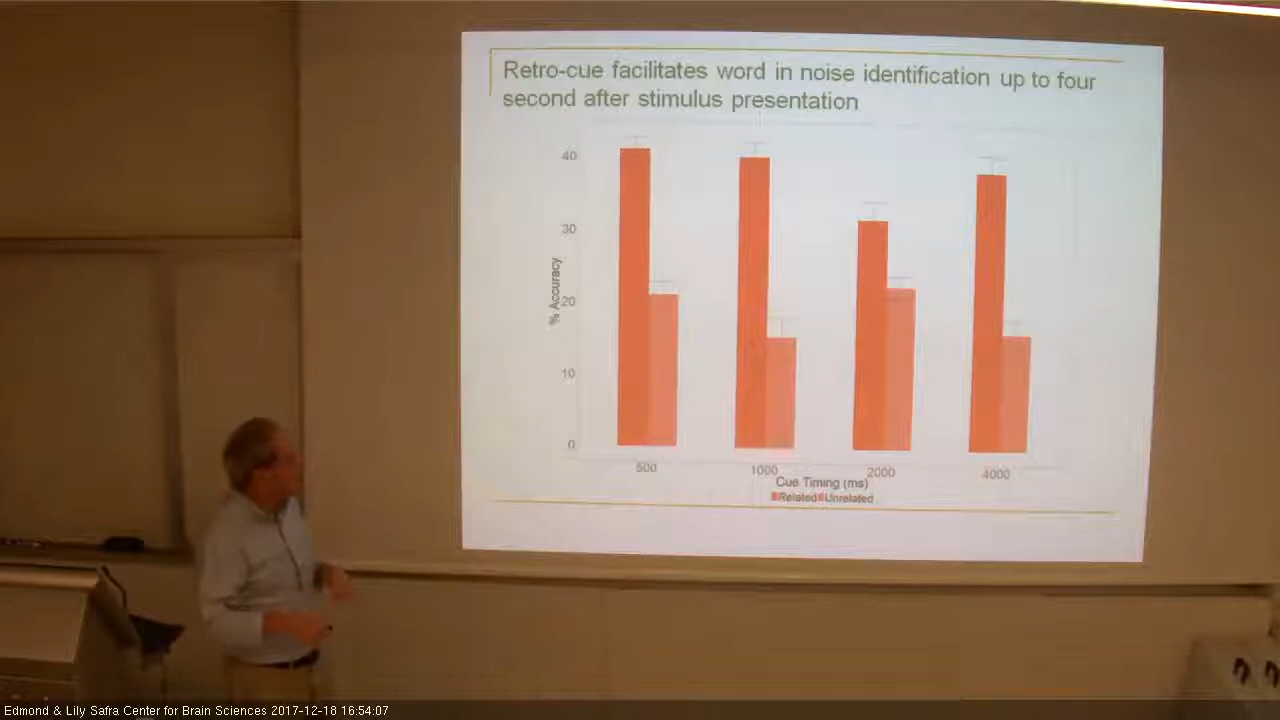 Retro-cue facilitates word in noise identification up to four
second after stimulus presentation
40
30
20
10
0
% Accuracy
500
1000
2000
4000
Cue Timing (ms)
Related Unrelated
Edmond & Lily Safra Center for Brain Sciences 2017-12-18 16:54:07